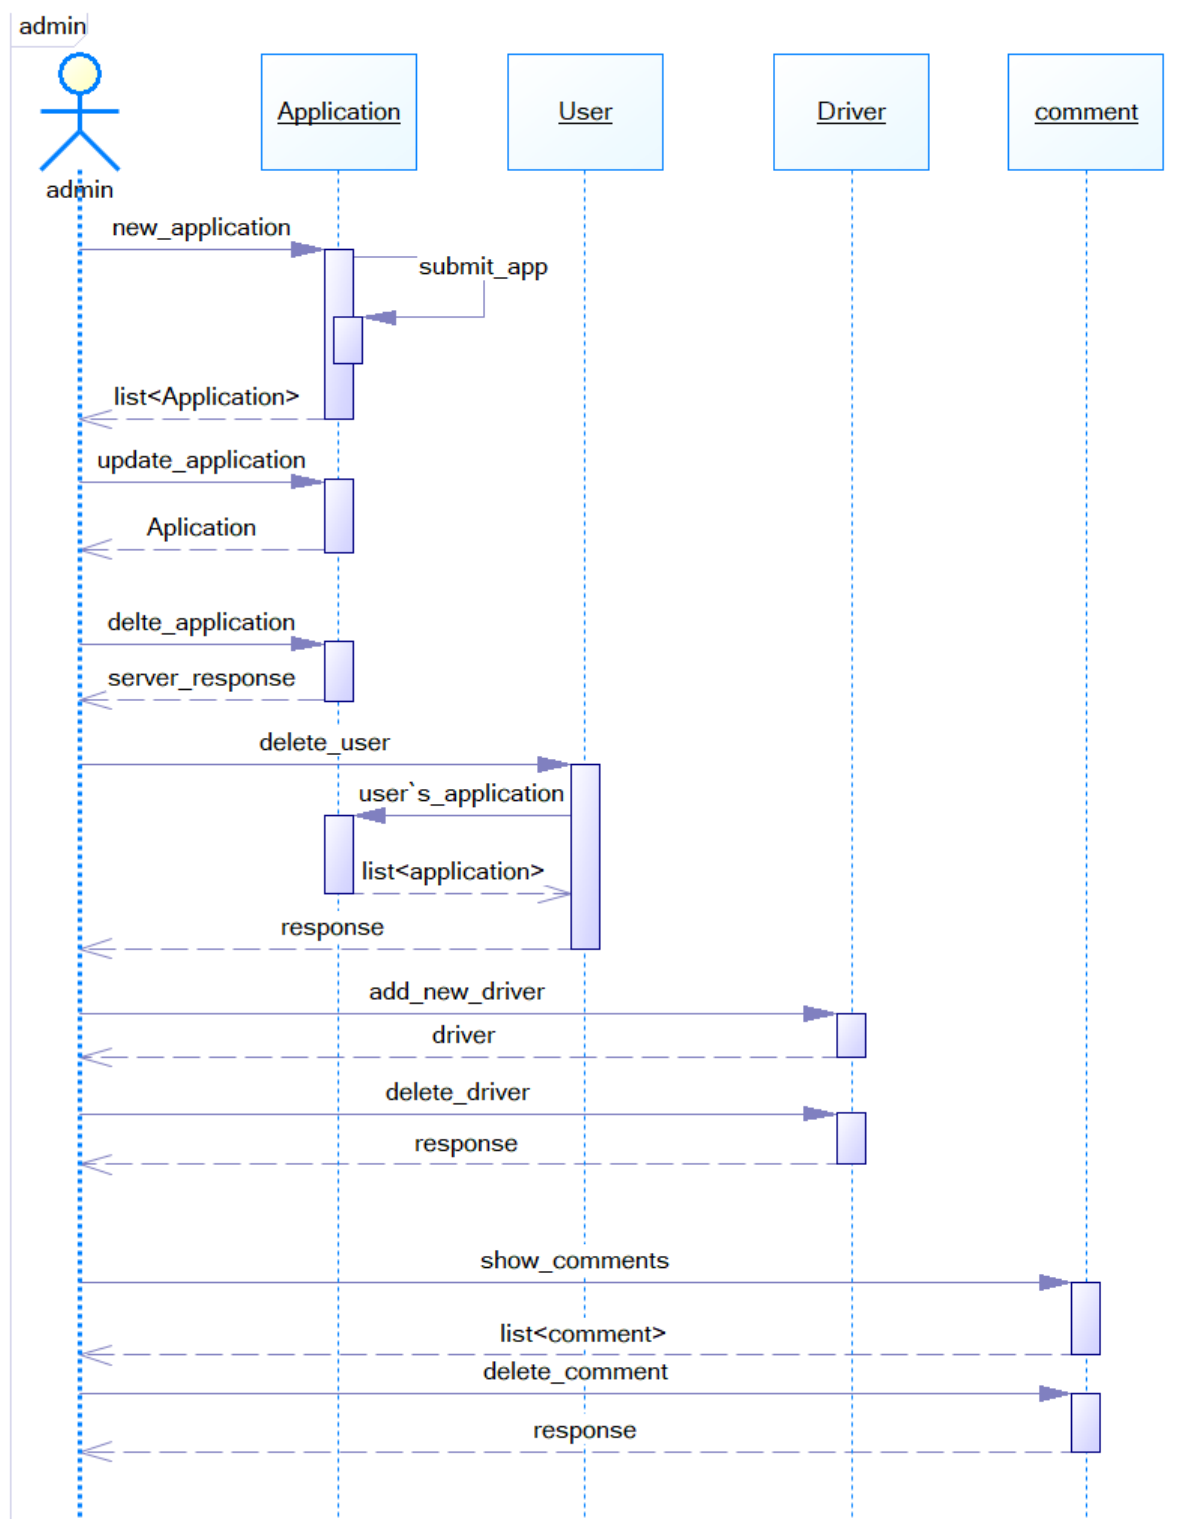 admin
Application
User
Driver
comment
admin
new_application
submit_app
list<Application>
update_application
Aplication
delte_application
server_response
delete_user
user`s_application
list<application>
response
add_new_driver
driver
delete_driver
response
show_comments
list<comment>
delete_comment
response